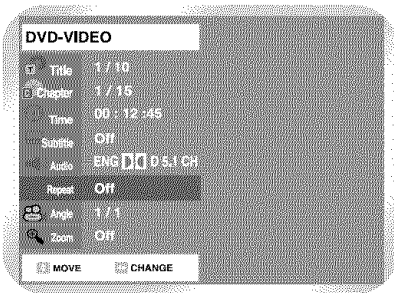 DVD-VIDEO
Title 1 / 10
Chapter 1 / 15
Time 00 : 12 :45
Subtitle Off
Audio ENG D 5.1 CH
Repeat Off
Angle 1 / 1
Zoom Off
MOVE CHANGE